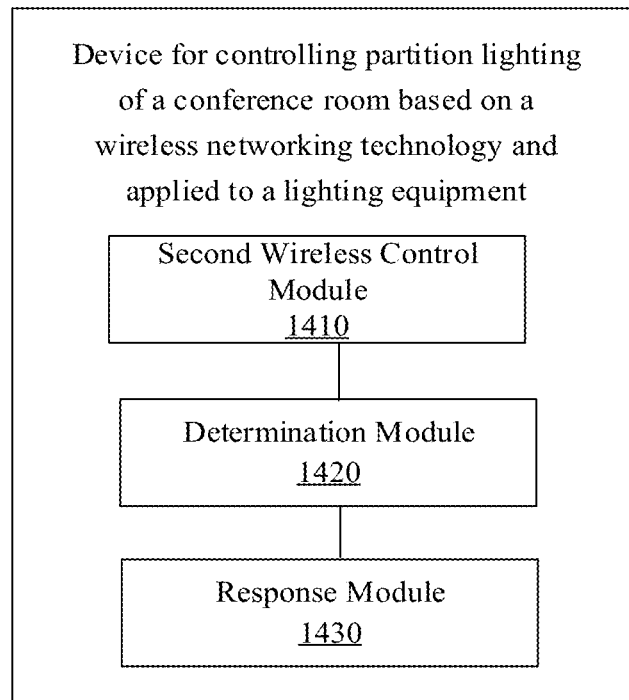 Device for controlling partition lighting
of a conference room based on a
wireless networking technology and
applied to a lighting equipment
Second Wireless Control
Module
1410
Determination Module
1420
Response Module
1430